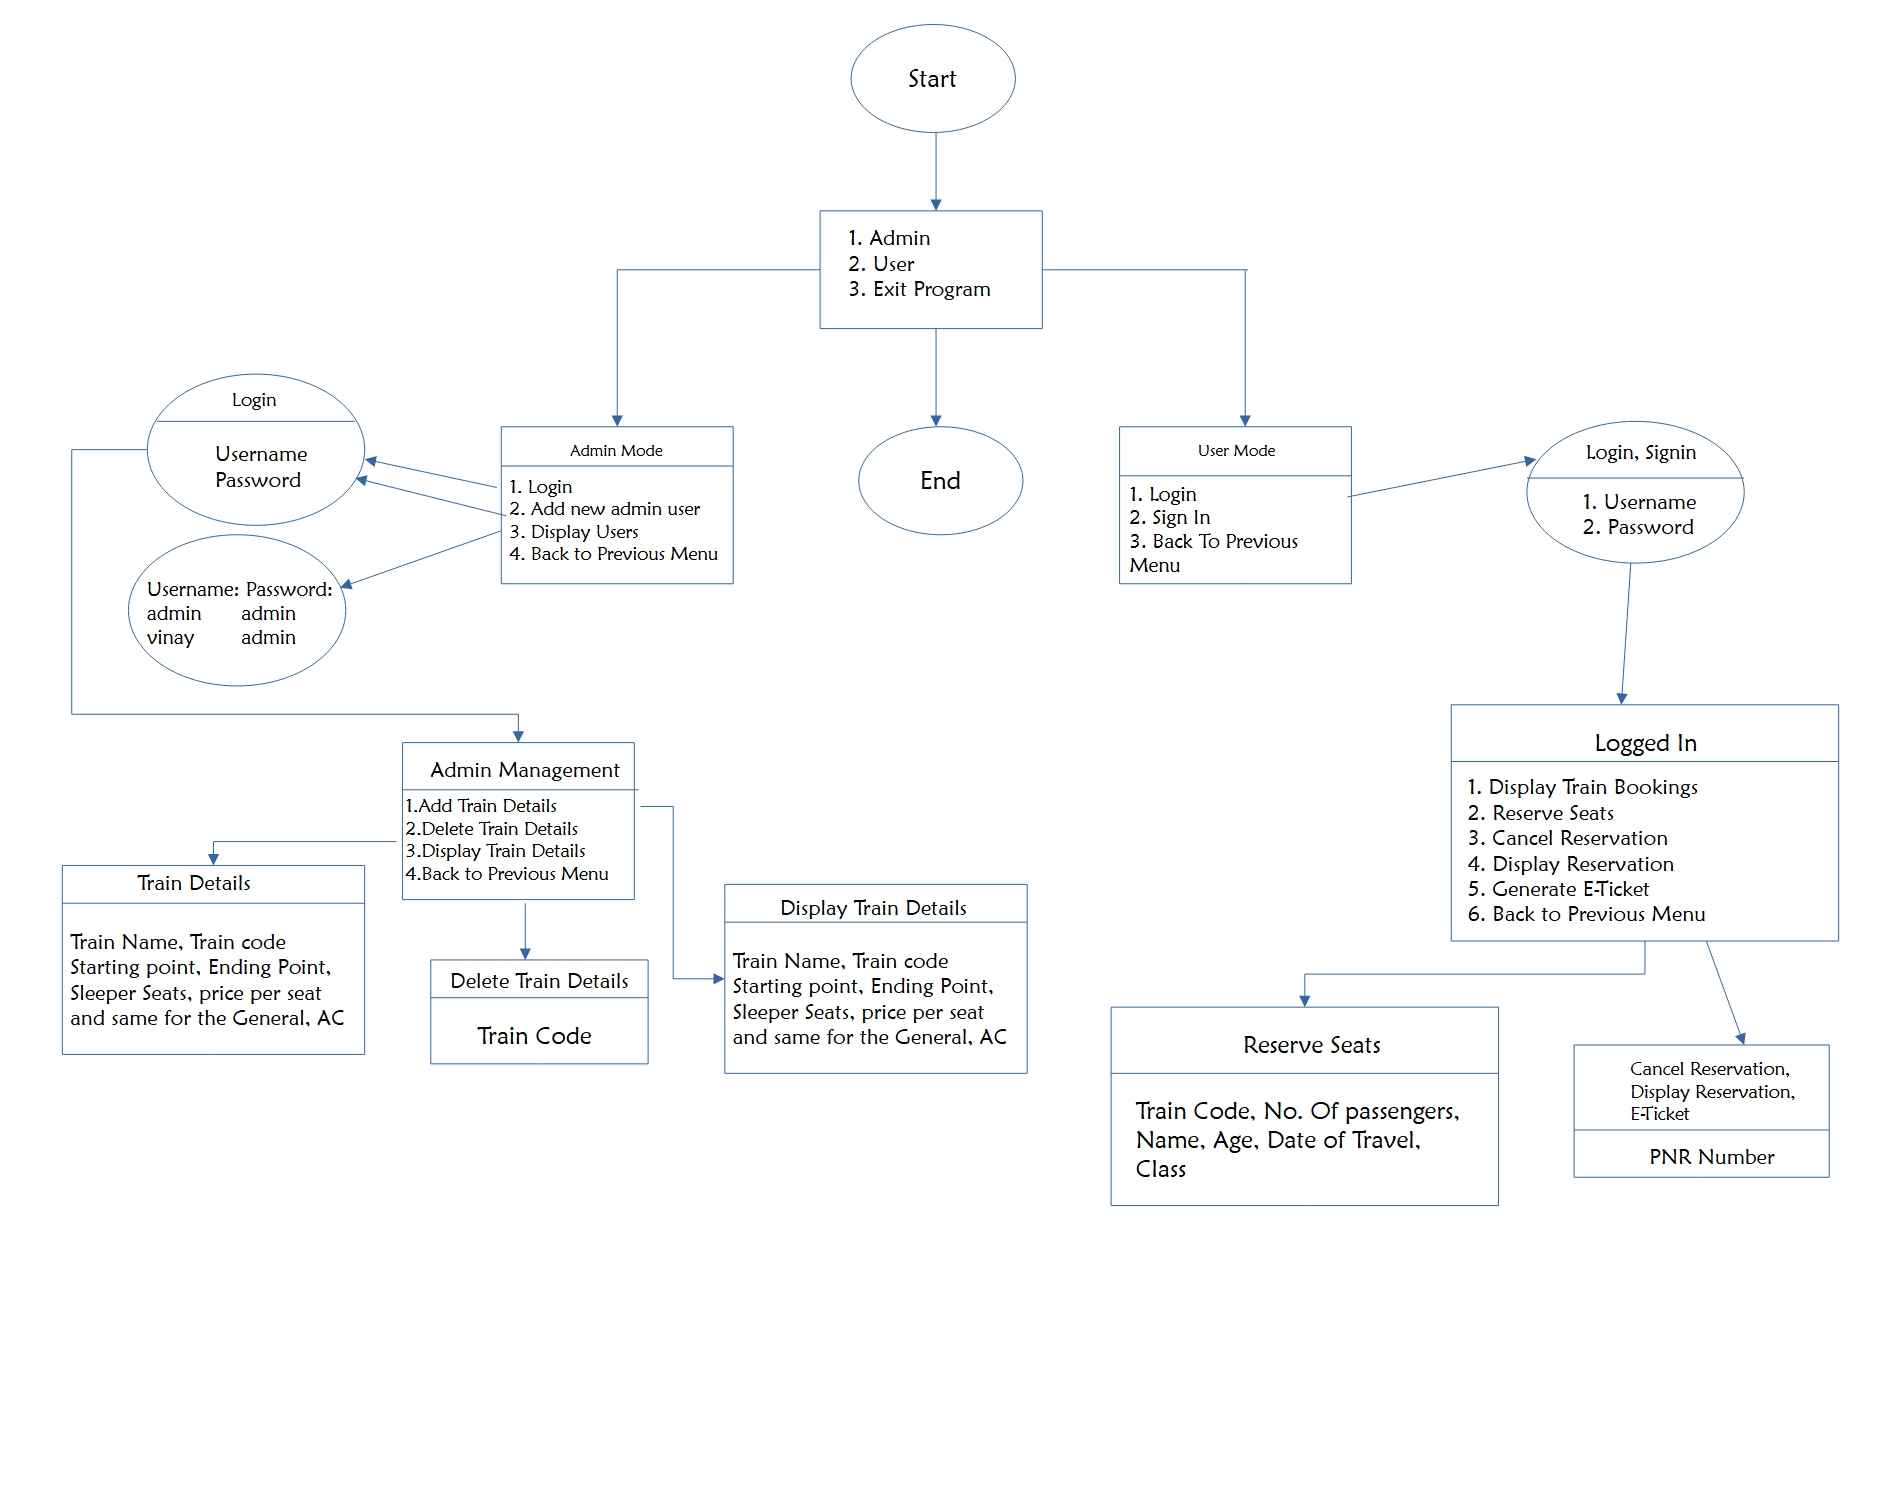 Start
1. Admin
2. User
3. Exit Program
Login
Username
Password
Admin Mode
1. Login
2. Add new admin user
3. Display Users
4. Back to Previous Menu
End
User Mode
1. Login
2. Sign In
3. Back To Previous
Menu
Login, Signin
1. Username
2. Password
Username: Password:
admin admin
vinay admin
Admin Management
1.Add Train Details
2.Delete Train Details
3.Display Train Details
4.Back to Previous Menu
Logged In
1. Display Train Bookings
2. Reserve Seats
3. Cancel Reservation
4. Display Reservation
5. Generate E-Ticket
6. Back to Previous Menu
Train Details
Train Name, Train code
Starting point, Ending Point,
Sleeper Seats, price per seat
and same for the General, AC
Delete Train Details
Train Code
Display Train Details
Train Name, Train code
Starting point, Ending Point,
Sleeper Seats, price per seat
and same for the General, AC
Reserve Seats
Train Code, No. Of passengers,
Name, Age, Date of Travel,
Class
Cancel Reservation,
Display Reservation,
E-Ticket
PNR Number